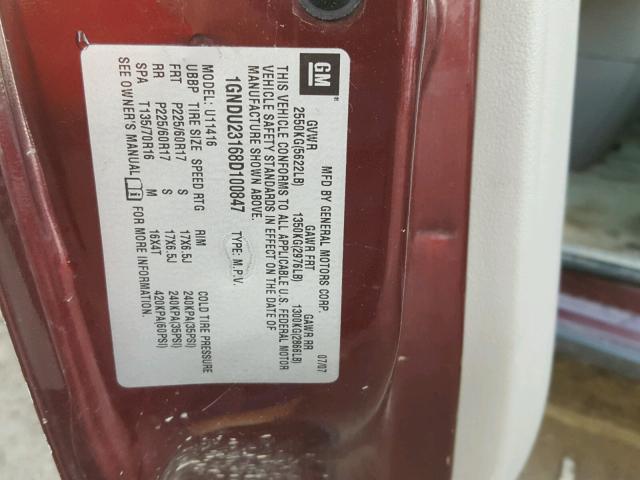 GM
MFD BY GENERAL MOTORS CORP. 07/07
GVWR GAWR FRT GAWR RR
2550KG(5622LB) 1350KG(2976LB) 1300KG(2866LB)
THIS VEHICLE CONFORMS TO ALL APPLICABLE U.S. FEDERAL MOTOR
VEHICLE SAFETY STANDARDS IN EFFECT ON THE DATE OF
MANUFACTURE SHOWN ABOVE.
1GNDU23168D100847 TYPE: M.P.V.
MODEL: U11416
UBBP TIRE SIZE SPEED RTG RIM COLD TIRE PRESSURE
FRT P225/60R17 S 17X6.5J 240KPA(35PSI)
RR P225/60R17 S 17X6.5J 240KPA(35PSI)
SPA T135/70R16 M 16X4T 420KPA(60PSI)
SEE OWNER'S MANUAL FOR MORE INFORMATION.